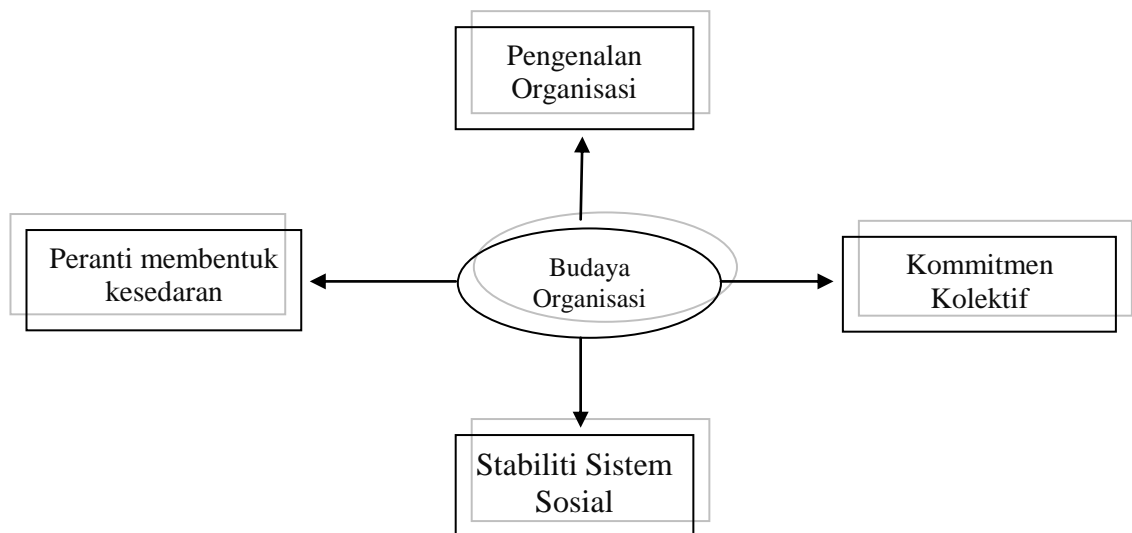 Pengenalan
Organisasi
Peranti membentuk
kesedaran
Budaya
Organisasi
Kommitmen
Kolektif
Stabiliti Sistem
Sosial